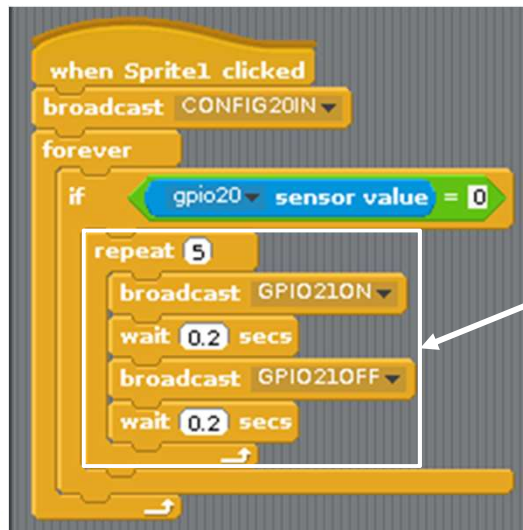 when Sprite1 clicked
broadcast CONFIG20IN
forever
if gpio20 sensor value = 0
repeat 5
broadcast GPIO21ON
wait 0.2 secs
broadcast GPIO21OFF
wait 0.2 secs